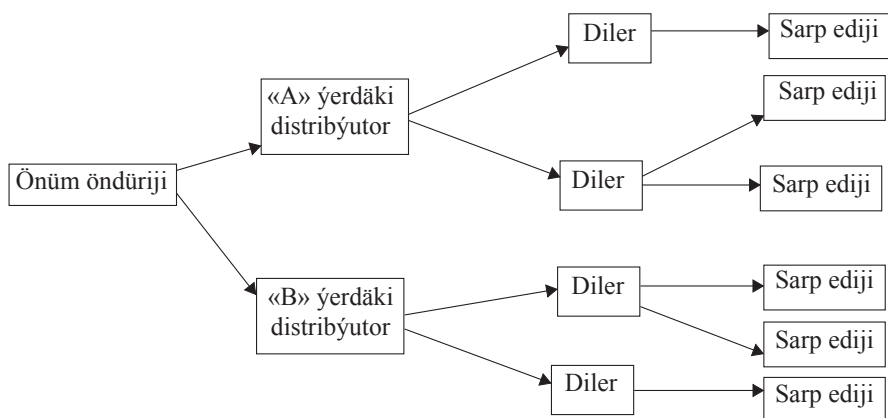 Önüm öndüriji
«A» ýerdäki
distribýutor
«B» ýerdäki
distribýutor
Diler
Diler
Diler
Diler
Sarp ediji
Sarp ediji
Sarp ediji
Sarp ediji
Sarp ediji
Sarp ediji